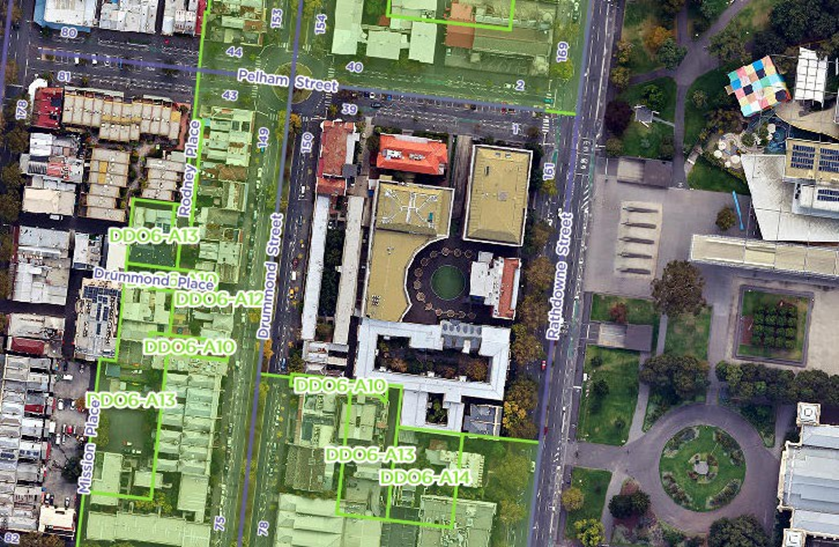 80
153
154
169
44
Pelham Street
40
81
2
43
39
1
178
149
150
161
Rodney Place
DDO6-A13
Drummond Street
Rathdowne Street
Drummond Place
DDO6-A12
DDO6-A10
DDO6-A10
DDO6-A13
DDO6-A13
DDO6-A14
Mission Place
75
78
82